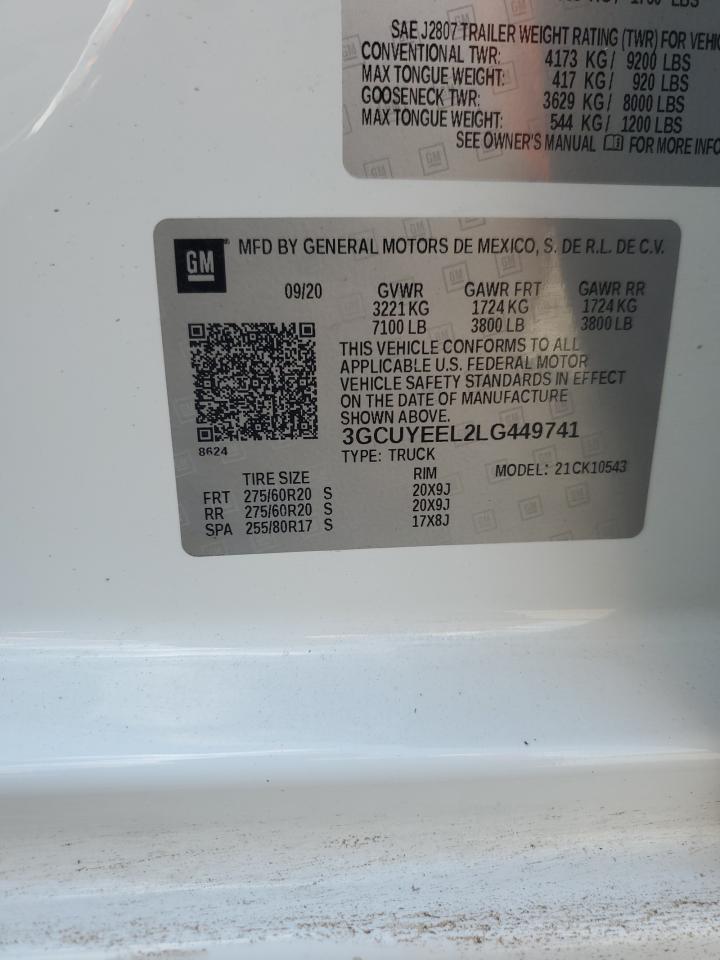 SAE J2807 TRAILER WEIGHT RATING (TWR) FOR
CONVENTIONAL TWR: 4173 KG/ 9200 LBS
MAX TONGUE WEIGHT: 417 KG/ 920 LBS
GOOSENECK TWR: 3629 KG/ 8000 LBS
MAX TONGUE WEIGHT: 544 KG/ 1200 LBS
SEE OWNER'S MANUAL FOR MORE
GM MFD BY GENERAL MOTORS DE MEXICO, S. DE R.L. DE C.V.
09/20 GVWR GAWR FRT GAWR RR
3221 KG 1724 KG 1724 KG
7100 LB 3800 LB 3800 LB
THIS VEHICLE CONFORMS TO ALL
APPLICABLE U.S. FEDERAL MOTOR
VEHICLE SAFETY STANDARDS IN EFFECT
ON THE DATE OF MANUFACTURE
SHOWN ABOVE.
3GCUYEEL2LG449741
8624
TYPE: TRUCK MODEL: 21CK10543
TIRE SIZE RIM
FRT 275/60R20 S 20X9J
RR 275/60R20 S 20X9J
SPA 255/80R17 S 17X8J